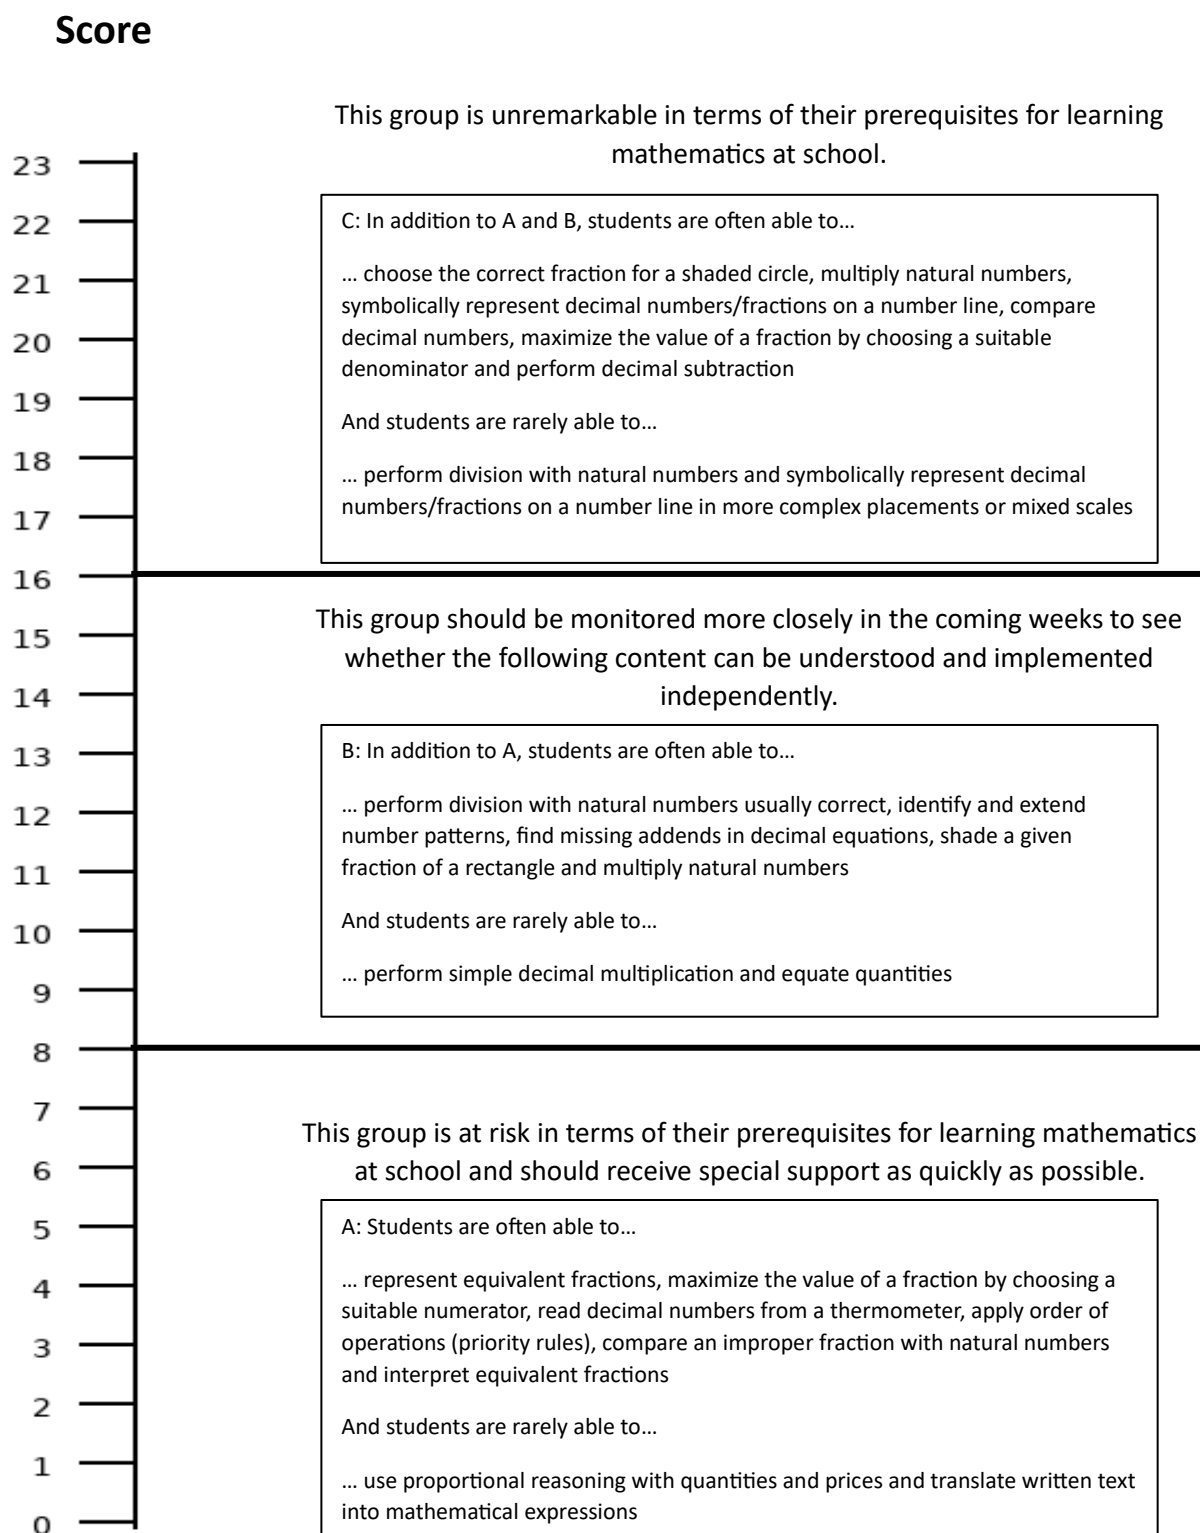 Score
This group is unremarkable in terms of their prerequisites for learning
mathematics at school.
23
22
21
20
19
18
17
16
15
14
13
12
11
10
9
8
7
6
5
4
3
2
1
0
C: In addition to A and B, students are often able to…
… choose the correct fraction for a shaded circle, multiply natural numbers,
symbolically represent decimal numbers/fractions on a number line, compare
decimal numbers, maximize the value of a fraction by choosing a suitable
denominator and perform decimal subtraction
And students are rarely able to…
… perform division with natural numbers and symbolically represent decimal
numbers/fractions on a number line in more complex placements or mixed scales
This group should be monitored more closely in the coming weeks to see
whether the following content can be understood and implemented
independently.
B: In addition to A, students are often able to…
… perform division with natural numbers usually correct, identify and extend
number patterns, find missing addends in decimal equations, shade a given
fraction of a rectangle and multiply natural numbers
And students are rarely able to…
… perform simple decimal multiplication and equate quantities
This group is at risk in terms of their prerequisites for learning mathematics
at school and should receive special support as quickly as possible.
A: Students are often able to…
… represent equivalent fractions, maximize the value of a fraction by choosing a
suitable numerator, read decimal numbers from a thermometer, apply order of
operations (priority rules), compare an improper fraction with natural numbers
and interpret equivalent fractions
And students are rarely able to…
… use proportional reasoning with quantities and prices and translate written text
into mathematical expressions